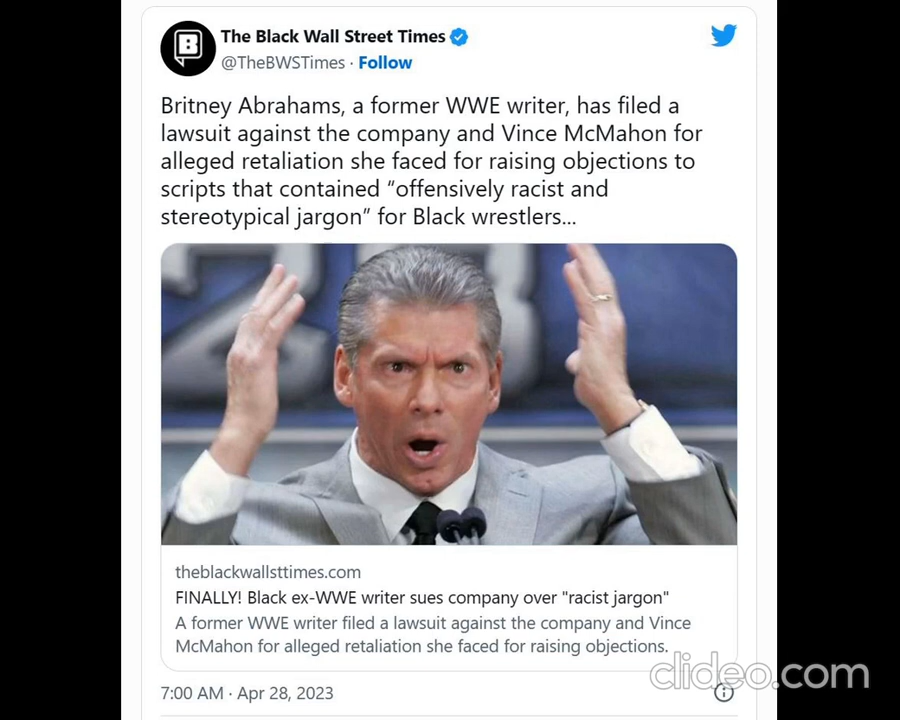 The Black Wall Street Times
@TheBWSTimes · Follow
Britney Abrahams, a former WWE writer, has filed a
lawsuit against the company and Vince McMahon for
alleged retaliation she faced for raising objections to
scripts that contained “offensively racist and
stereotypical jargon” for Black wrestlers...
theblackwallsttimes.com
FINALLY! Black ex-WWE writer sues company over "racist jargon"
A former WWE writer filed a lawsuit against the company and Vince
McMahon for alleged retaliation she faced for raising objections.
7:00 AM · Apr 28, 2023
clideo.com